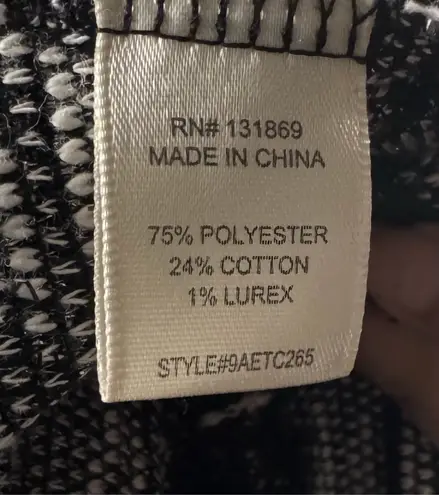 RN# 131869
MADE IN CHINA
75% POLYESTER
24% COTTON
1% LUREX
STYLE#9AETC265